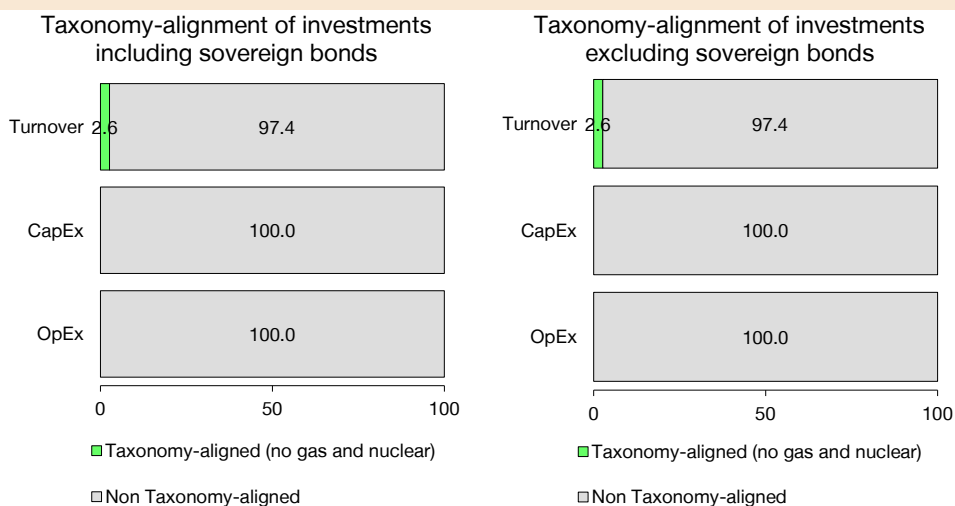 Taxonomy-alignment of investments
including sovereign bonds
Turnover 2.6 97.4
CapEx 100.0
OpEx 100.0
0 50 100
Taxonomy-aligned (no gas and nuclear)
Non Taxonomy-aligned
Taxonomy-alignment of investments
excluding sovereign bonds
Turnover 2.6 97.4
CapEx 100.0
OpEx 100.0
0 50 100
Taxonomy-aligned (no gas and nuclear)
Non Taxonomy-aligned